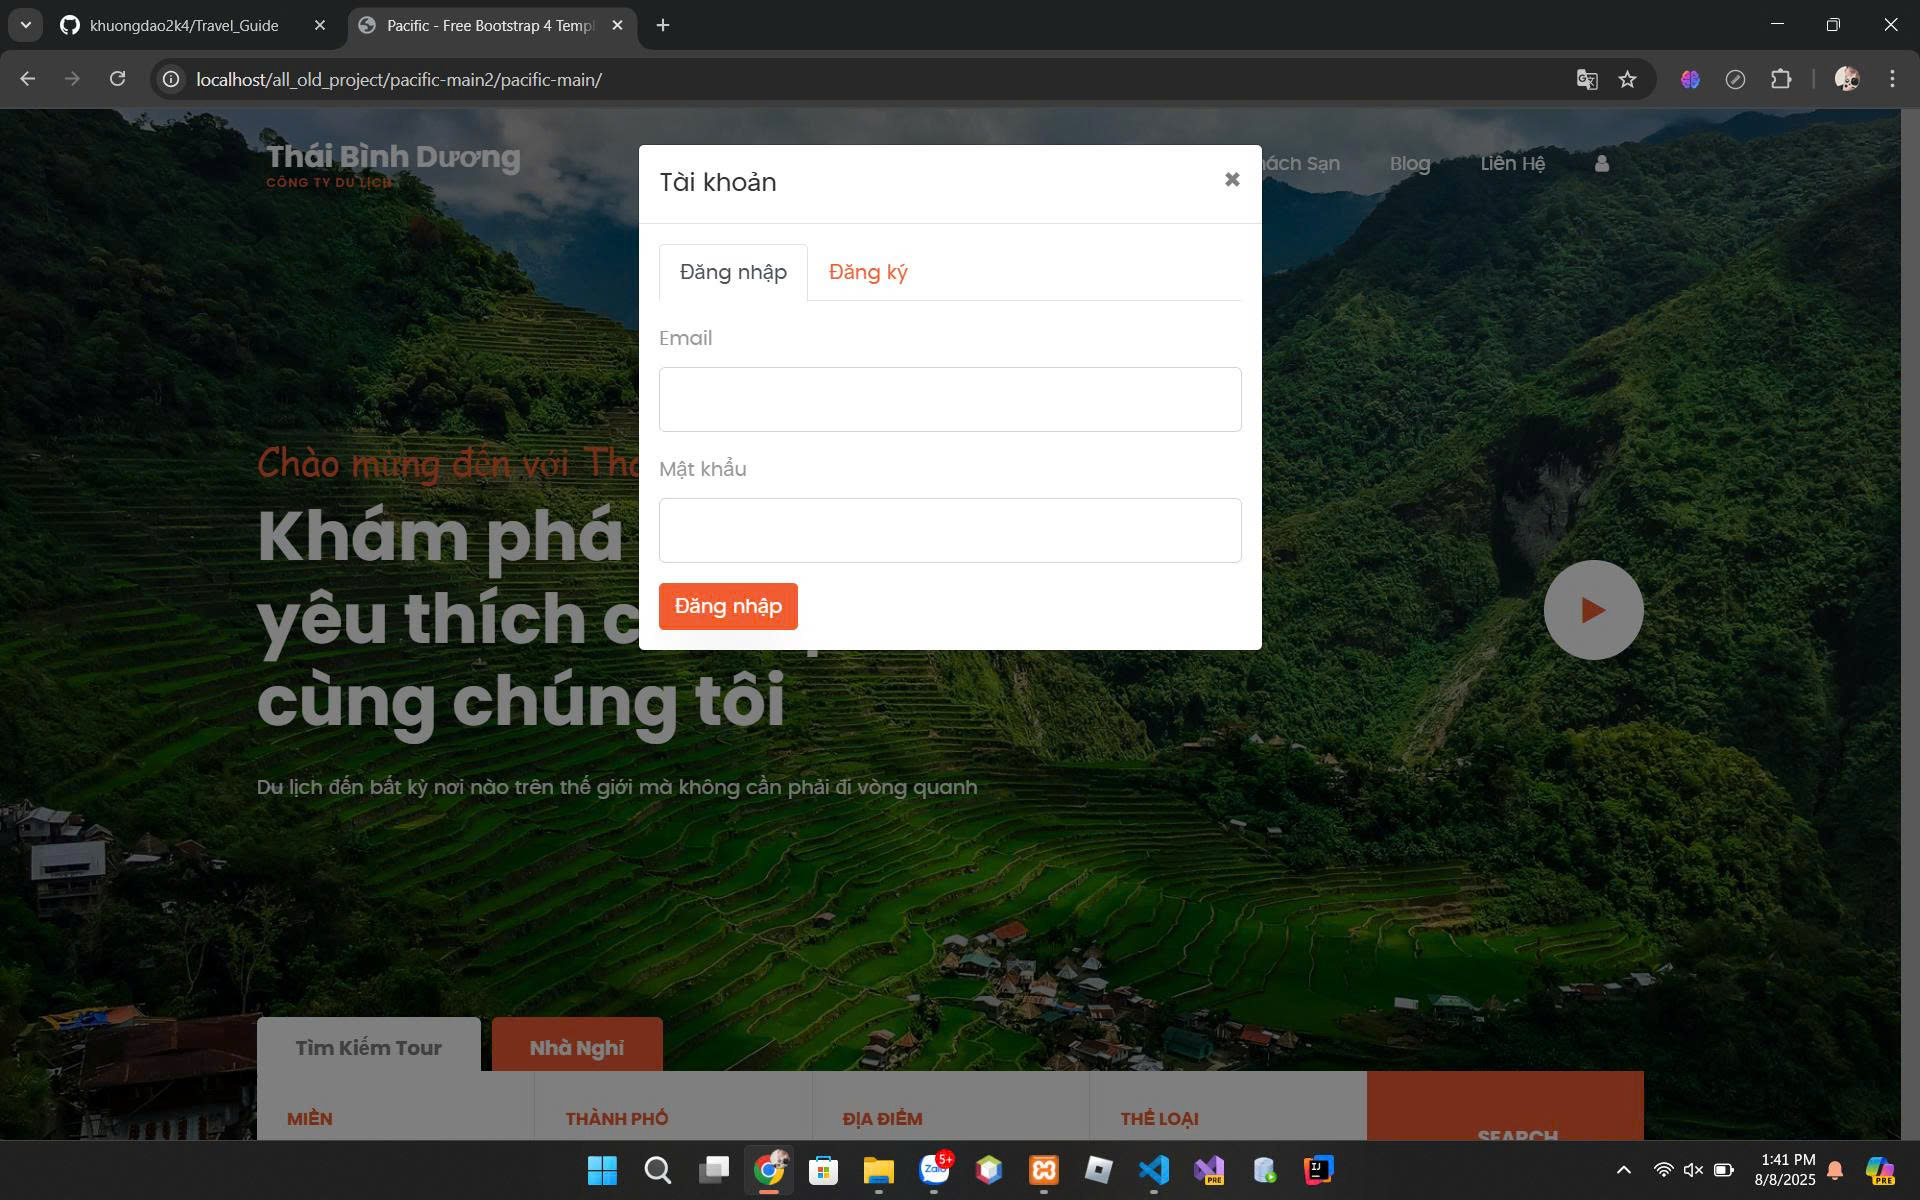 khuongdao2k4/Travel_Guide
Pacific - Free Bootstrap 4 Templ
localhost/all_old_project/pacific-main2/pacific-main/
Thái Bình Dương
CÔNG TY DU LỊCH
Blog
Liên Hệ
Tài khoản
Đăng nhập
Đăng ký
Email
Mật khẩu
Đăng nhập
Chào mừng đến với
Khám phá
yêu thích
cùng chúng tôi
Du lịch đến bất kỳ nơi nào trên thế giới mà không cần phải đi vòng quanh
Tìm Kiếm Tour
Nhà Nghỉ
MIỀN
THÀNH PHỐ
ĐỊA ĐIỂM
THỂ LOẠI
SEARCH
Zalo
5+
PRE
IJ
1:41 PM
8/8/2025
PRE